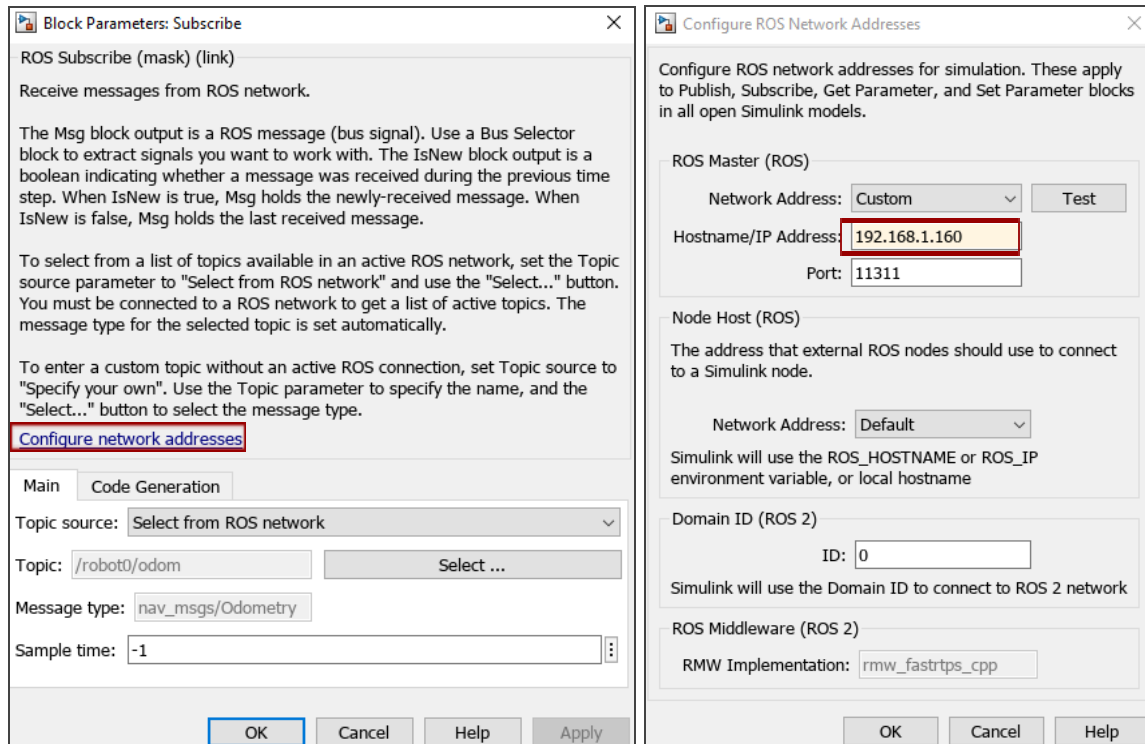 Block Parameters: Subscribe
ROS Subscribe (mask) (link)
Receive messages from ROS network.
The Msg block output is a ROS message (bus signal). Use a Bus Selector
block to extract signals you want to work with. The IsNew block output is a
boolean indicating whether a message was received during the previous time
step. When IsNew is true, Msg holds the newly-received message. When
IsNew is false, Msg holds the last received message.
To select from a list of topics available in an active ROS network, set the Topic
source parameter to "Select from ROS network" and use the "Select..." button.
You must be connected to a ROS network to get a list of active topics. The
message type for the selected topic is set automatically.
To enter a custom topic without an active ROS connection, set Topic source to
"Specify your own". Use the Topic parameter to specify the name, and the
"Select..." button to select the message type.
Configure network addresses
Main Code Generation
Topic source: Select from ROS network
Topic: /robot0/odom Select ...
Message type: nav_msgs/Odometry
Sample time: -1
OK Cancel Help Apply
Configure ROS Network Addresses
Configure ROS network addresses for simulation. These apply
to Publish, Subscribe, Get Parameter, and Set Parameter blocks
in all open Simulink models.
ROS Master (ROS)
Network Address: Custom Test
Hostname/IP Address: 192.168.1.160
Port: 11311
Node Host (ROS)
The address that external ROS nodes should use to connect
to a Simulink node.
Network Address: Default
Simulink will use the ROS_HOSTNAME or ROS_IP
environment variable, or local hostname
Domain ID (ROS 2)
ID: 0
Simulink will use the Domain ID to connect to ROS 2 network
ROS Middleware (ROS 2)
RMW Implementation: rmw_fastrtps_cpp
OK Cancel Help